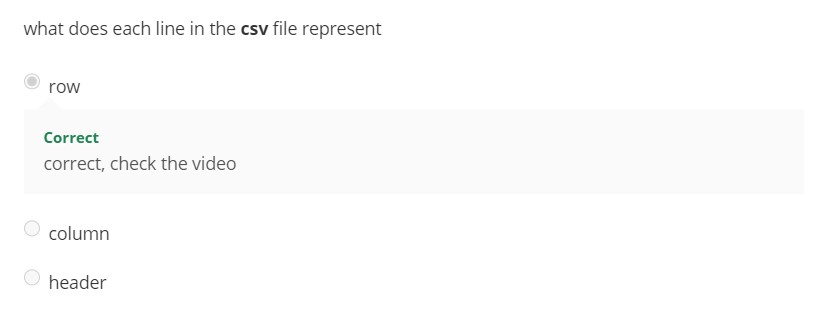 what does each line in the csv file represent
row
Correct
correct, check the video
column
header